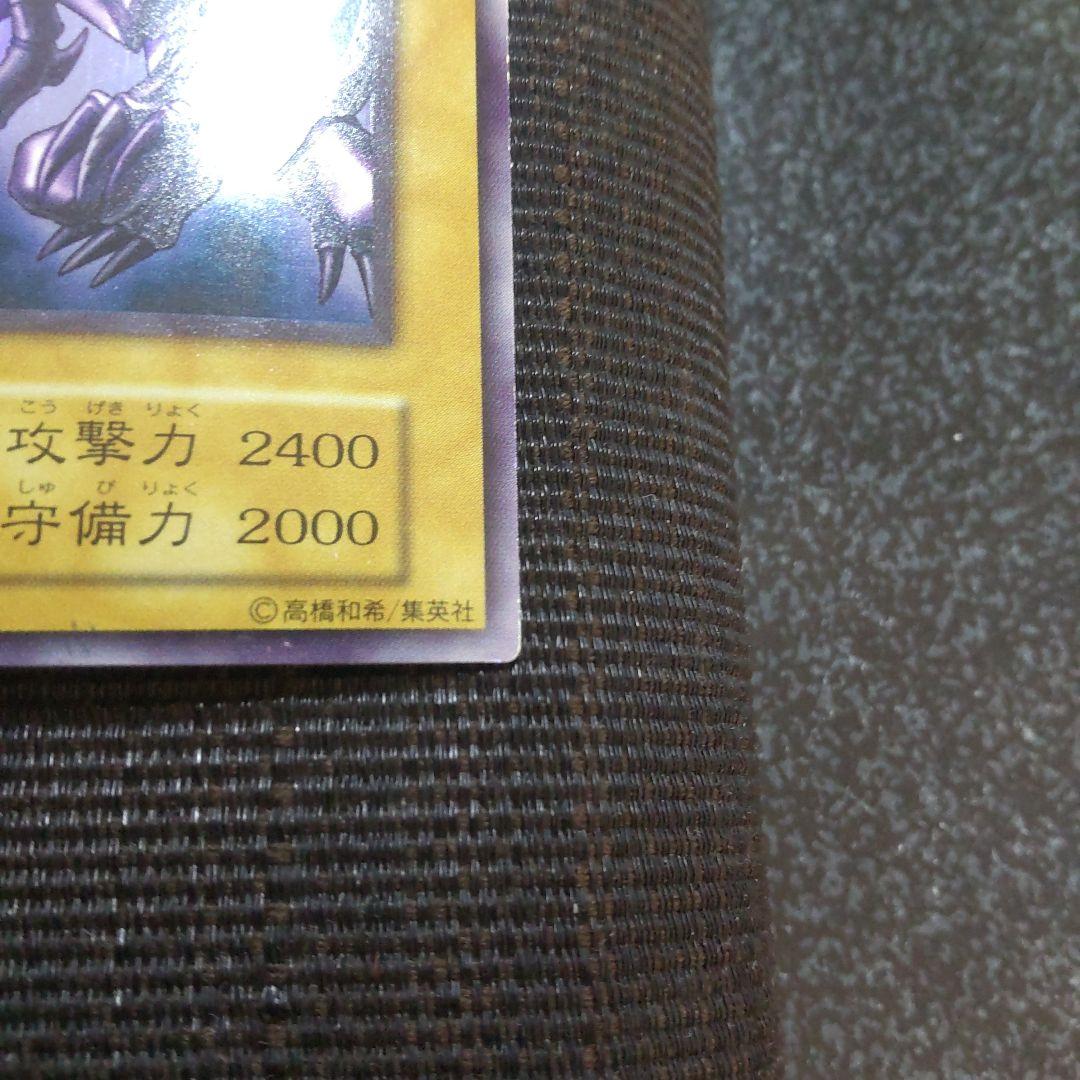 こう げき りょく
攻撃力 2400
しゅ び りょく
守備力 2000
©高橋和希/集英社